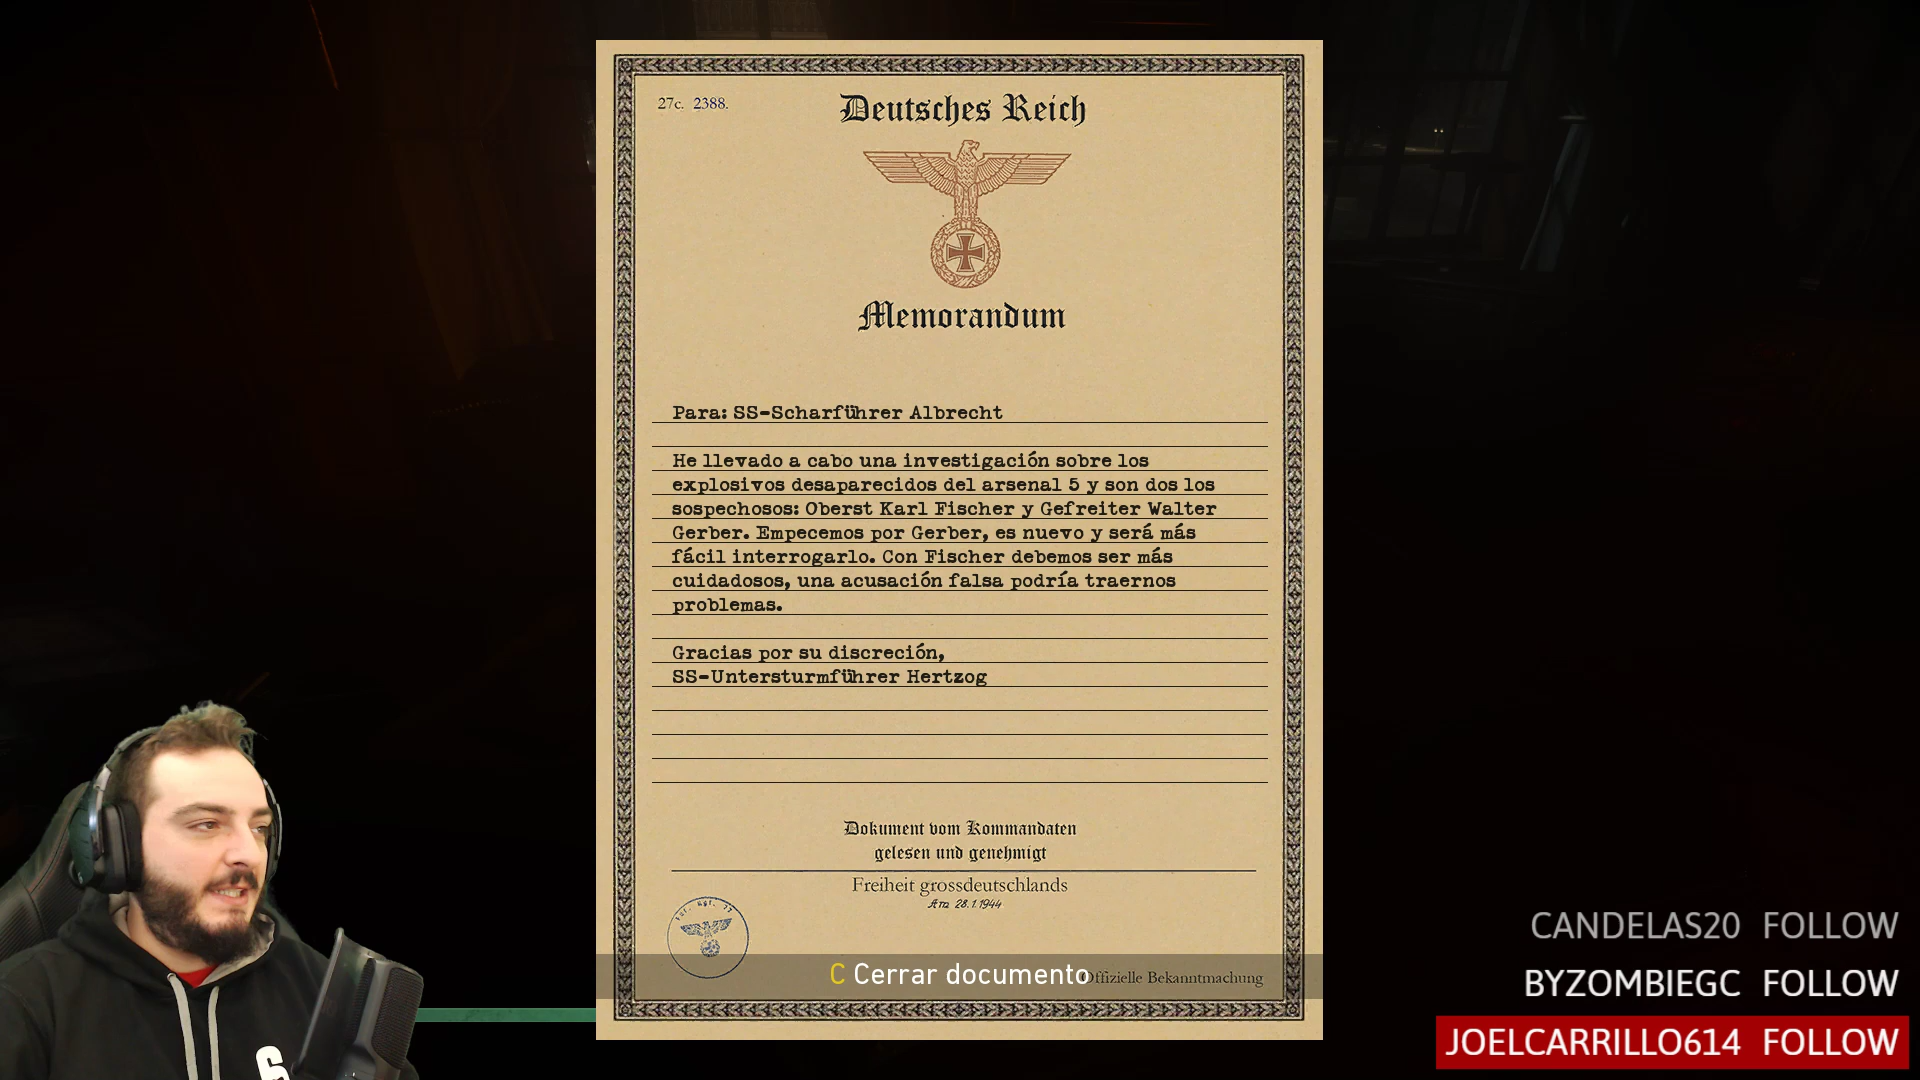 27c. 2388.
Deutsches Reich
Memorandum
Para: SS-Scharführer Albrecht
He llevado a cabo una investigación sobre los
explosivos desaparecidos del arsenal 5 y son dos los
sospechosos: Oberst Karl Fischer y Gefreiter Walter
Gerber. Empecemos por Gerber, es nuevo y será más
fácil interrogarlo. Con Fischer debemos ser más
cuidadosos, una acusación falsa podría traernos
problemas.
Gracias por su discreción,
SS-Untersturmführer Hertzog
Dokument vom Kommandaten
gelesen und genehmigt
Freiheit grossdeutschlands
Am 28.1.1944
C Cerrar documento
Offizielle Bekanntmachung
CANDELAS20 FOLLOW
BYZOMBIEGC FOLLOW
JOELCARRILLO614 FOLLOW
6